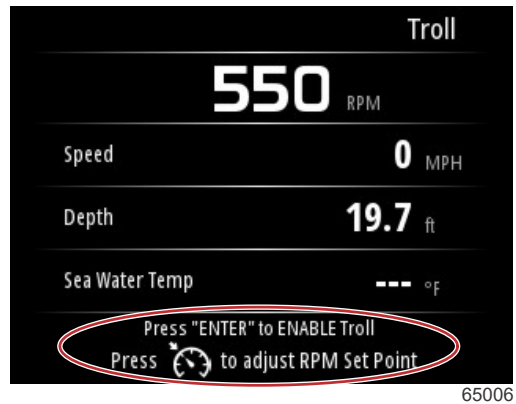 Troll
550 RPM
Speed 0 MPH
Depth 19.7 ft
Sea Water Temp --- °F
Press "ENTER" to ENABLE Troll
Press to adjust RPM Set Point
65006